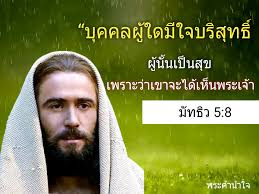 “บุคคลผู้ใดมีใจบริสุทธิ์
ผู้นั้นเป็นสุข
เพราะว่าเขาจะได้เห็นพระเจ้า
มัทธิว 5:8
พระคำนำใจ